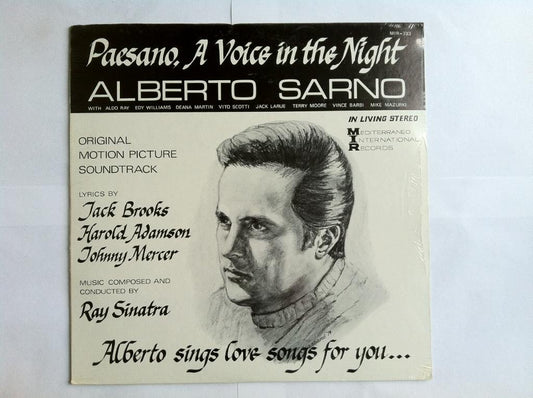 MIR-103
Paesano, A Voice in the Night
ALBERTO SARNO
WITH ALDO RAY EDY WILLIAMS DEANA MARTIN VITO SCOTTI JACK LARUE TERRY MOORE VINCE BARBI MIKE MAZURKI
IN LIVING STEREO
MEDITERRANEO
INTERNATIONAL
RECORDS
ORIGINAL
MOTION PICTURE
SOUNDTRACK
LYRICS BY
Jack Brooks
Harold Adamson
Johnny Mercer
MUSIC COMPOSED AND
CONDUCTED BY
Ray Sinatra
Alberto sings love songs for you...